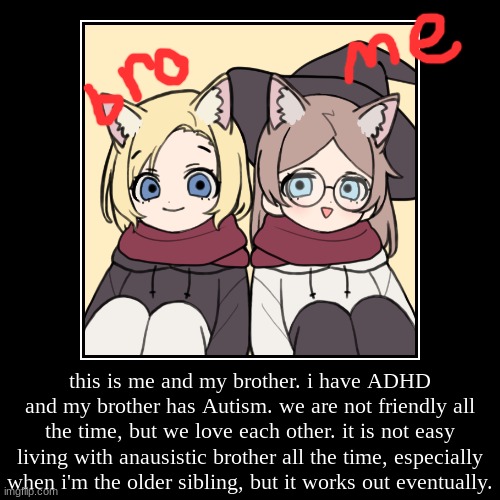 bro
me
this is me and my brother. i have ADHD
and my brother has Autism. we are not friendly all
the time, but we love each other. it is not easy
living with anausistic brother all the time, especially
when i'm the older sibling, but it works out eventually.
imgflip.com